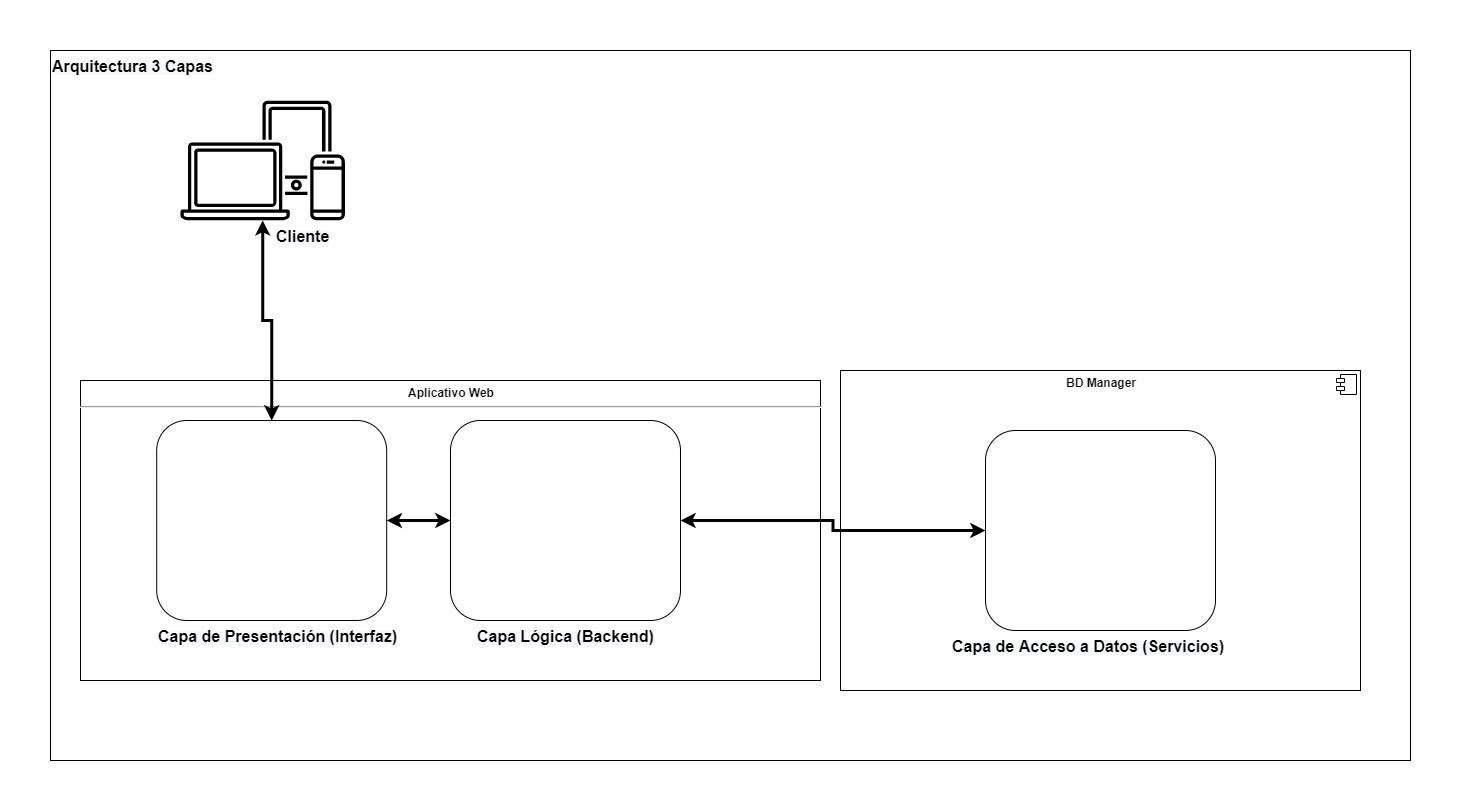 Arquitectura 3 Capas
Cliente
Aplicativo Web
BD Manager
Capa de Presentación (Interfaz)
Capa Lógica (Backend)
Capa de Acceso a Datos (Servicios)